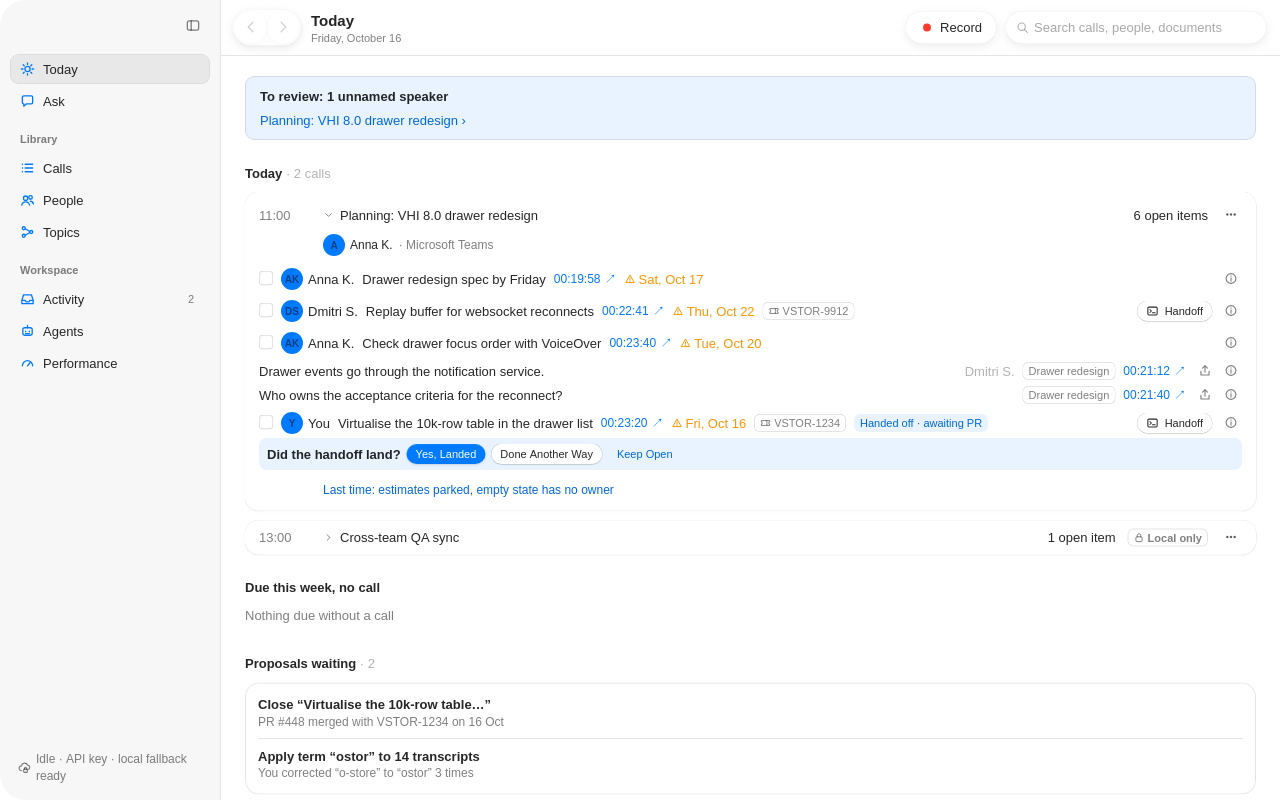 Today
Friday, October 16
Record
Search calls, people, documents
Today
Ask
Library
Calls
People
Topics
Workspace
Activity 2
Agents
Performance
Idle · API key · local fallback
ready
To review: 1 unnamed speaker
Planning: VHI 8.0 drawer redesign ›
Today · 2 calls
11:00 Planning: VHI 8.0 drawer redesign 6 open items
A Anna K. · Microsoft Teams
AK Anna K. Drawer redesign spec by Friday 00:19:58 ↗ Sat, Oct 17
DS Dmitri S. Replay buffer for websocket reconnects 00:22:41 ↗ Thu, Oct 22 VSTOR-9912 Handoff
AK Anna K. Check drawer focus order with VoiceOver 00:23:40 ↗ Tue, Oct 20
Drawer events go through the notification service. Dmitri S. Drawer redesign 00:21:12 ↗
Who owns the acceptance criteria for the reconnect? Drawer redesign 00:21:40 ↗
Y You Virtualise the 10k-row table in the drawer list 00:23:20 ↗ Fri, Oct 16 VSTOR-1234 Handed off · awaiting PR Handoff
Did the handoff land? Yes, Landed Done Another Way Keep Open
Last time: estimates parked, empty state has no owner
13:00 Cross-team QA sync 1 open item Local only
Due this week, no call
Nothing due without a call
Proposals waiting · 2
Close “Virtualise the 10k-row table…”
PR #448 merged with VSTOR-1234 on 16 Oct
Apply term “ostor” to 14 transcripts
You corrected “o-store” to “ostor” 3 times